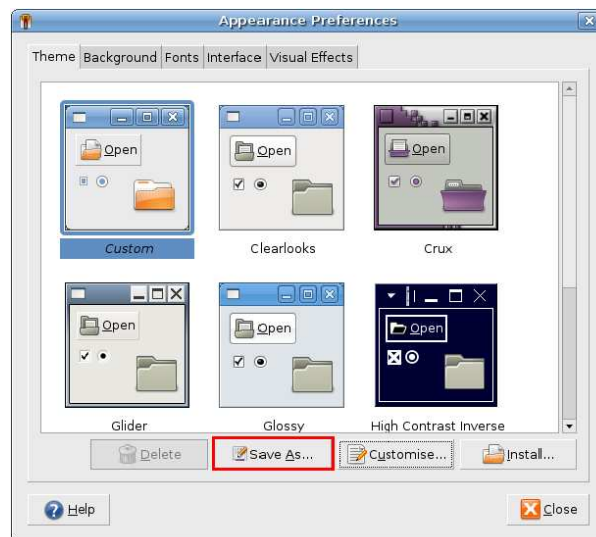 Appearance Preferences
Theme Background Fonts Interface Visual Effects
Open Open Open
Custom Clearlooks Crux
Open Open Open
Glider Glossy High Contrast Inverse
Delete Save As... Customise... Install...
Help Close